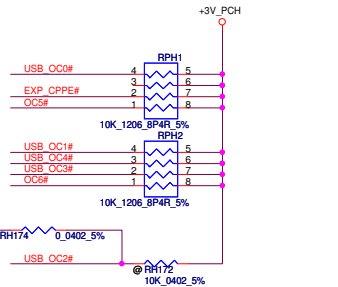 +3V_PCH
RPH1
USB_OC0# 4 5
3 6
EXP_CPPE# 2 7
OC5# 1 8
10K_1206_8P4R_5%
RPH2
USB_OC1# 4 5
USB_OC4# 3 6
USB_OC3# 2 7
OC6# 1 8
10K_1206_8P4R_5%
RH174 0_0402_5%
USB_OC2# @ RH172
10K_0402_5%